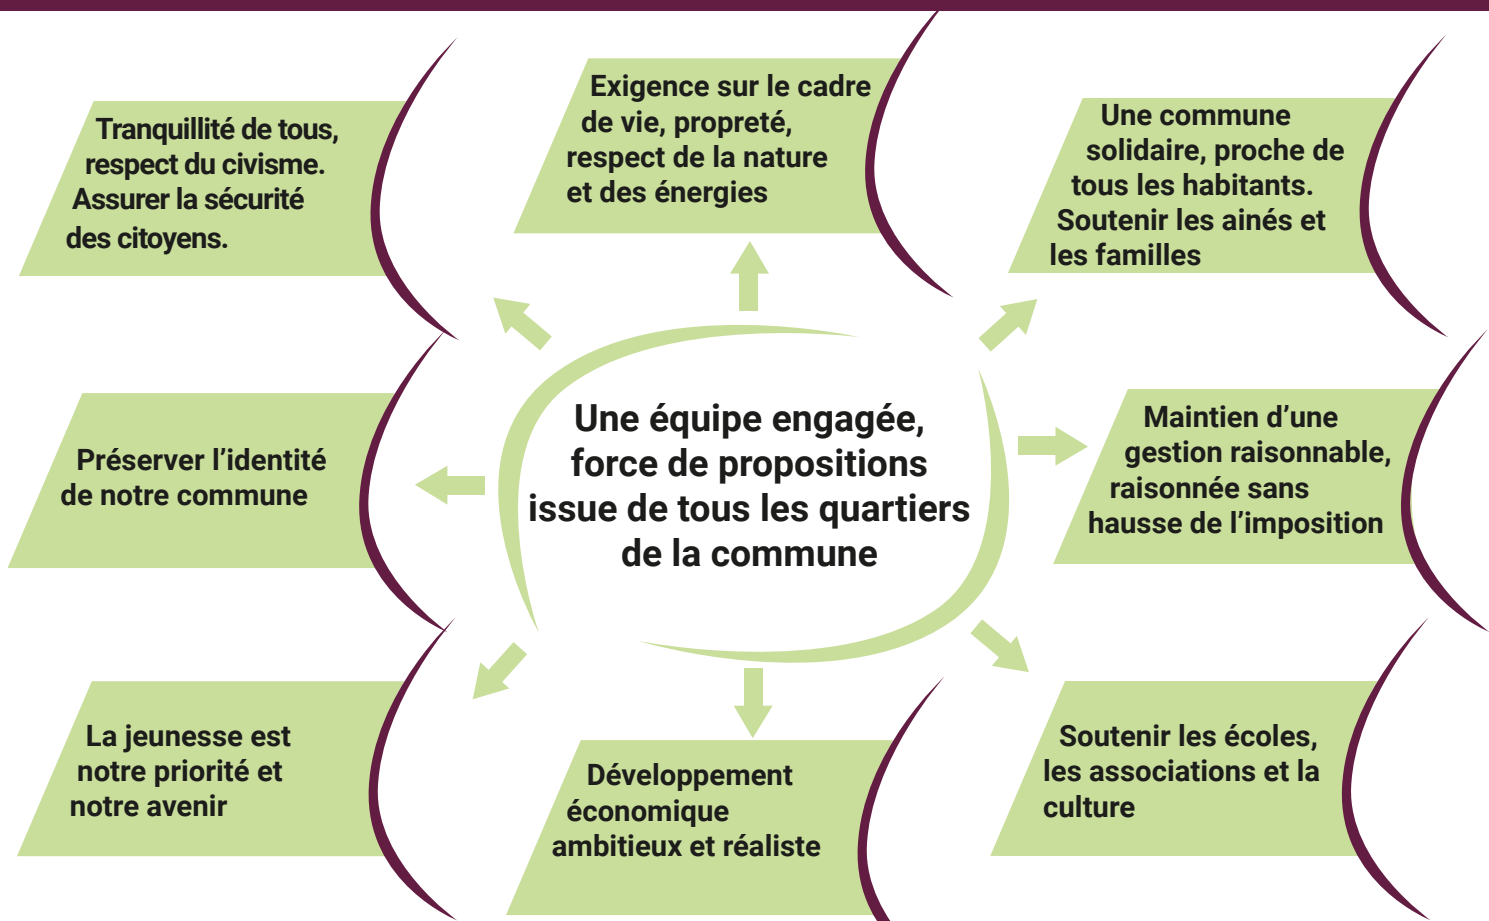 Tranquillité de tous,
respect du civisme.
Assurer la sécurité
des citoyens.
Exigence sur le cadre
de vie, propreté,
respect de la nature
et des énergies
Une commune
solidaire, proche de
tous les habitants.
Soutenir les ainés et
les familles
Préserver l’identité
de notre commune
Une équipe engagée,
force de propositions
issue de tous les quartiers
de la commune
Maintien d’une
gestion raisonnable,
raisonnée sans
hausse de l’imposition
La jeunesse est
notre priorité et
notre avenir
Développement
économique
ambitieux et réaliste
Soutenir les écoles,
les associations et la
culture